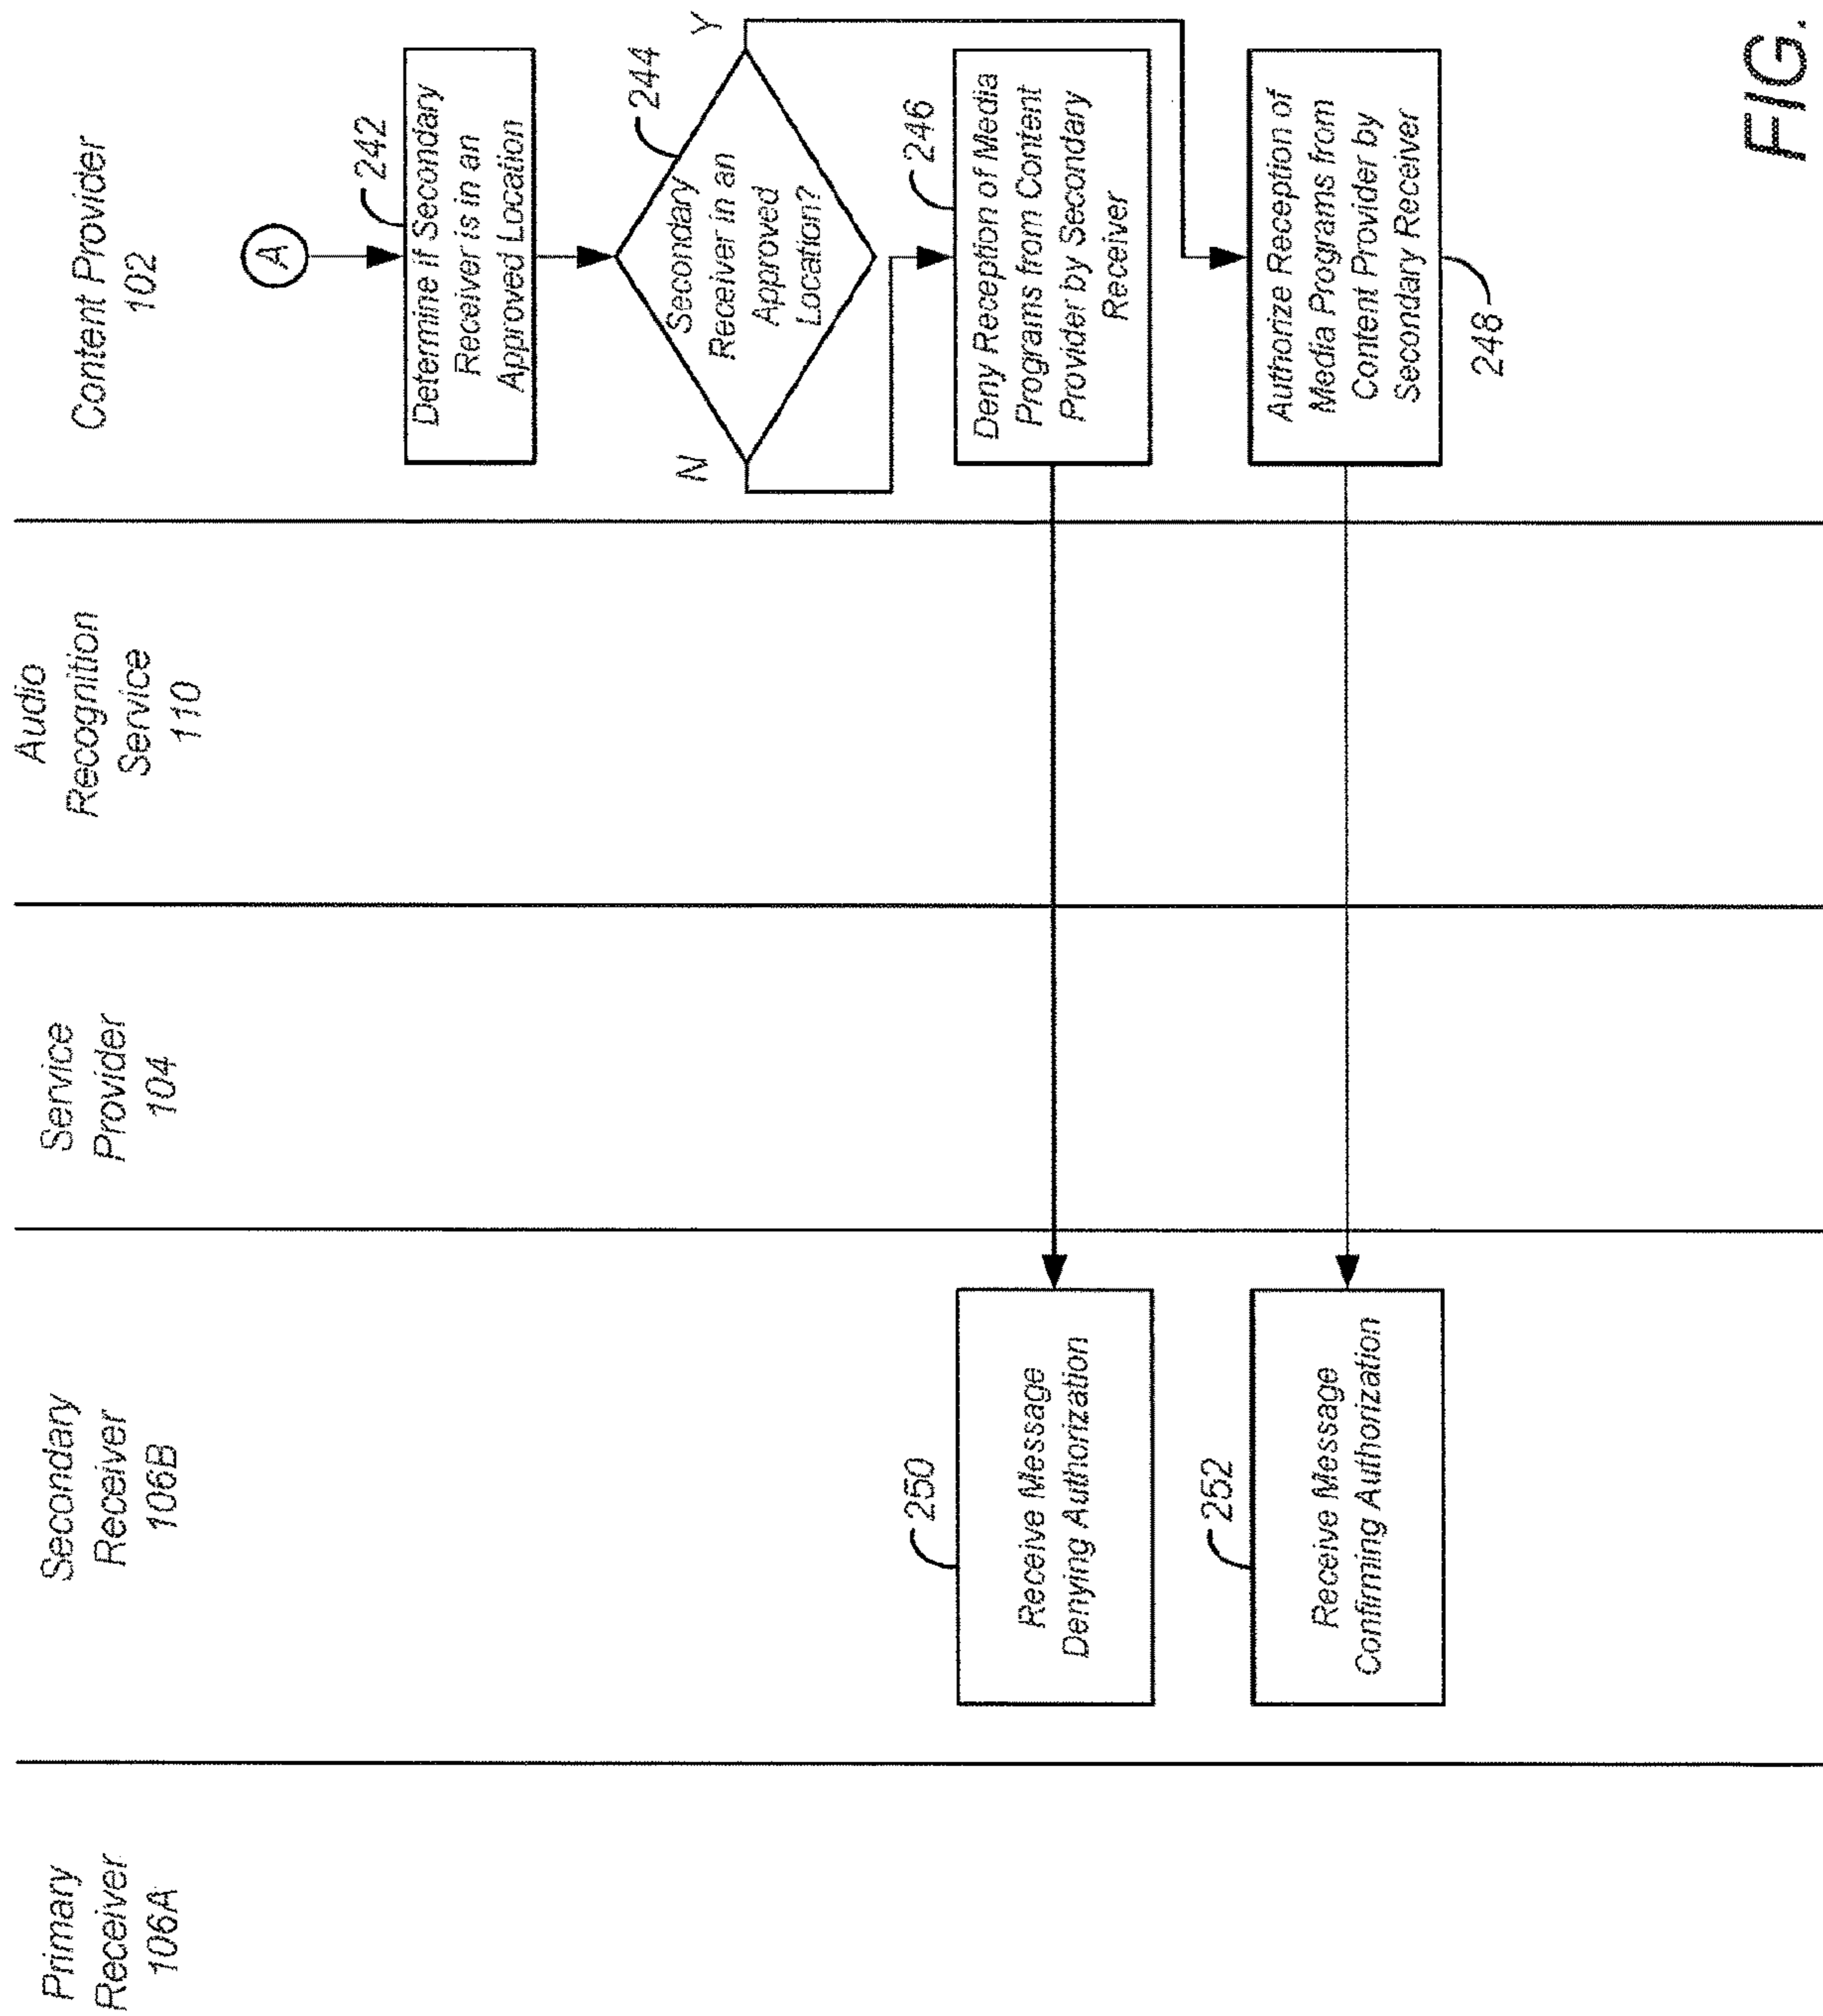 Primary
Receiver
106A
Secondary
Receiver
106B
Service
Provider
104
Audio
Recognition
Service
110
Content Provider
102
A
242
Determine if Secondary
Receiver is in an
Approved Location
244
Secondary
Receiver in an
Approved
Location?
N
Y
246
Deny Reception of Media
Programs from Content
Provider by Secondary
Receiver
250
Receive Message
Denying Authorization
Authorize Reception of
Media Programs from
Content Provider by
Secondary Receiver
248
252
Receive Message
Confirming Authorization
FIG.